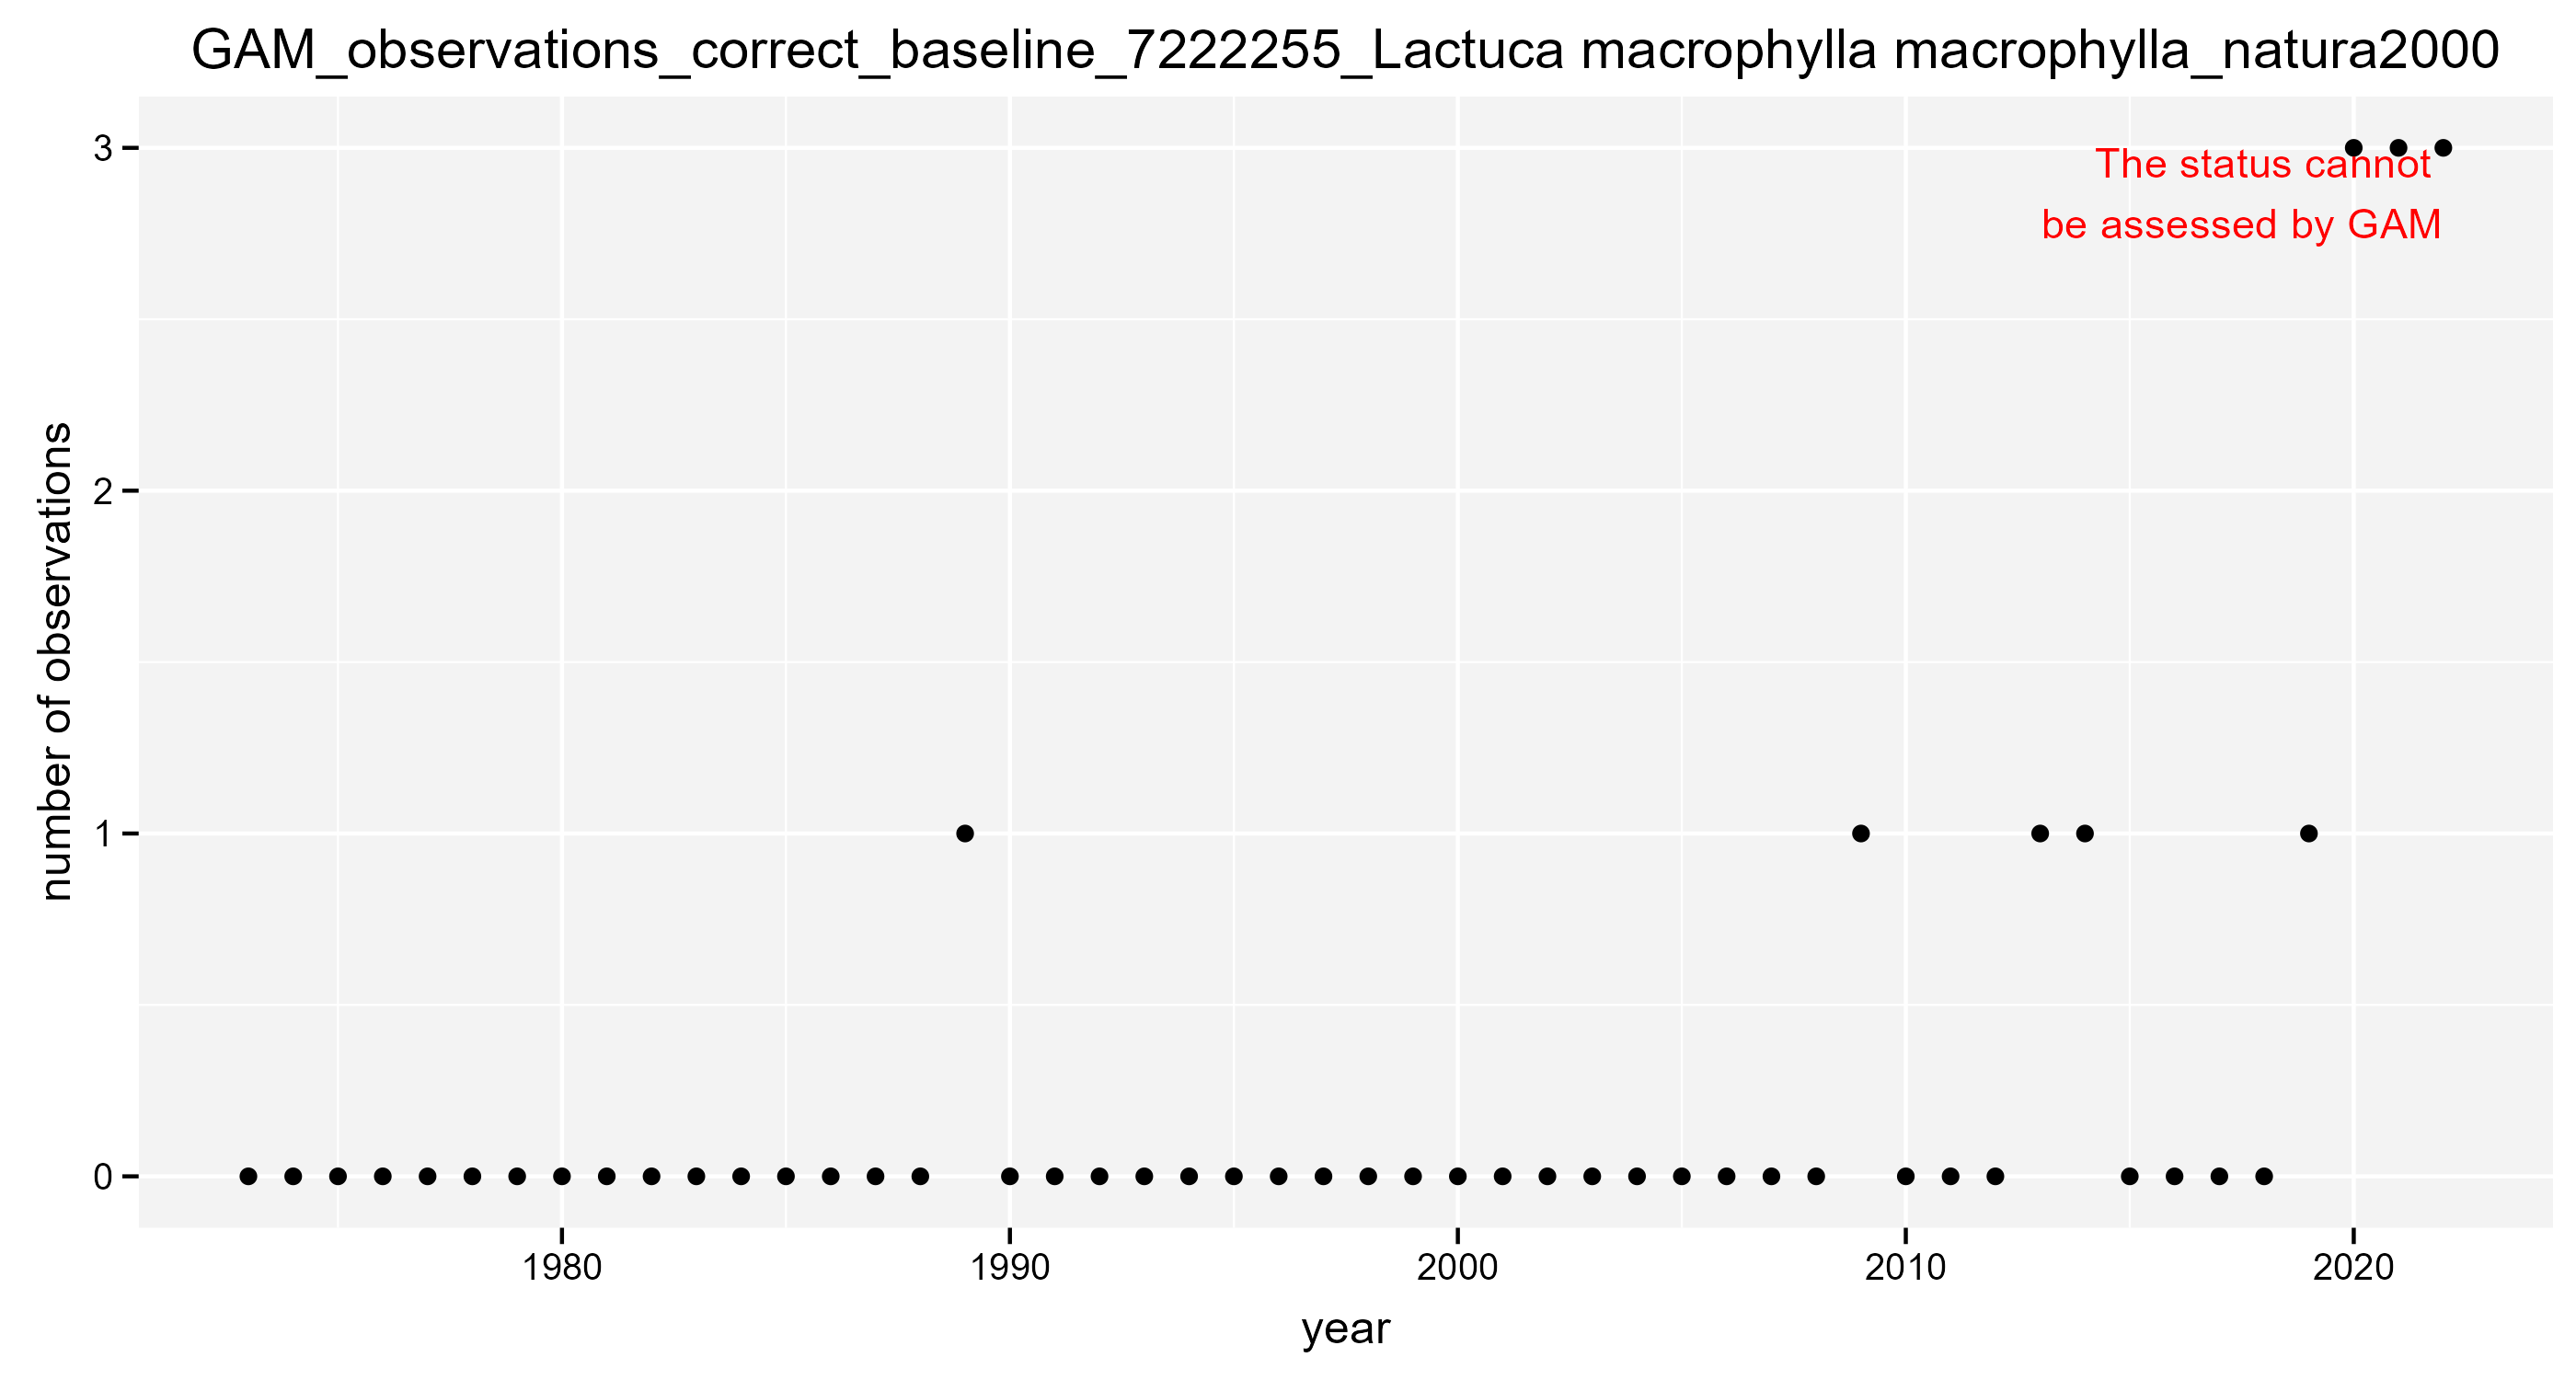 GAM_observations_correct_baseline_7222255_Lactuca macrophylla macrophylla_natura2000
3
The status cannot
be assessed by GAM
2
number of observations
1
0
1980 1990 2000 2010 2020
year